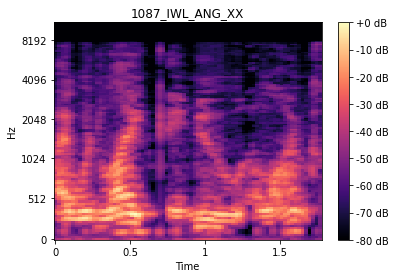 1087_IWL_ANG_XX
8192
4096
2048
1024
512
0
Hz
0
0.5
1
1.5
Time
+0 dB
-10 dB
-20 dB
-30 dB
-40 dB
-50 dB
-60 dB
-70 dB
-80 dB